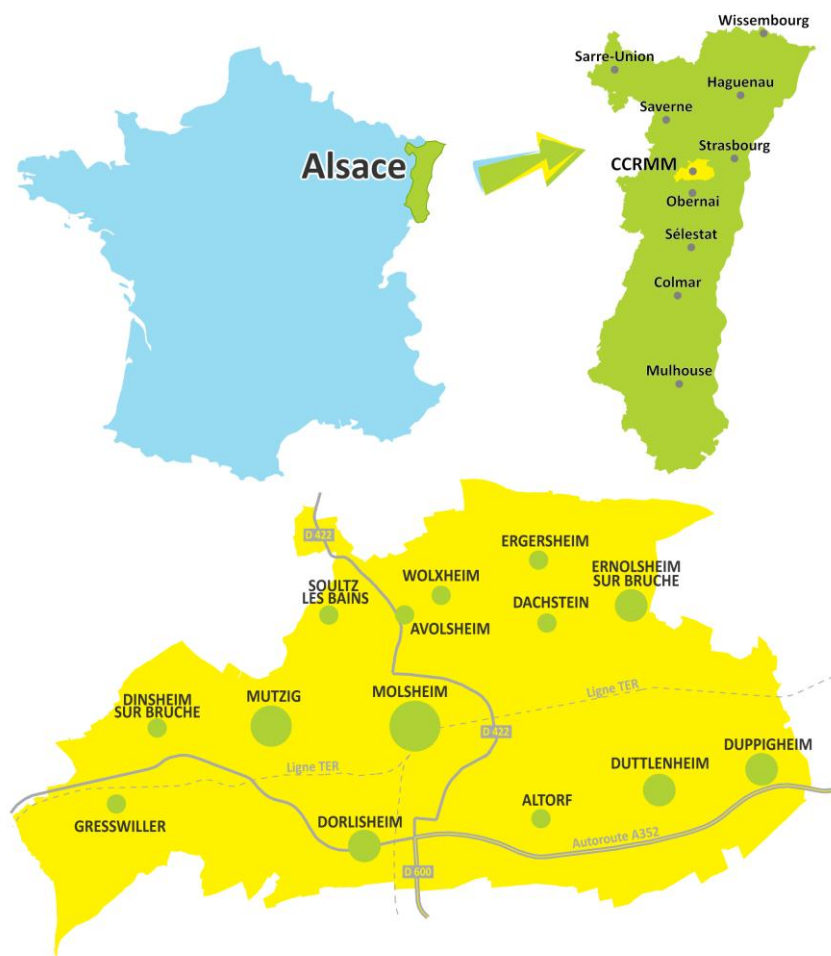 Alsace
Wissembourg
Sarre-Union
Haguenau
Saverne
Strasbourg
CCRMM
Obernai
Sélestat
Colmar
Mulhouse
D 422
ERGERSHEIM
ERNOLSHEIM
SUR BRUCHE
WOLXHEIM
SOULTZ
LES BAINS
DACHSTEIN
AVOLSHEIM
DINSHEIM
SUR BRUCHE
MUTZIG
MOLSHEIM
Ligne TER
D 422
DUPPIGHEIM
DUTTLENHEIM
Ligne TER
ALTORF
GRESSWILLER
DORLISHEIM
Autoroute A352
D 600